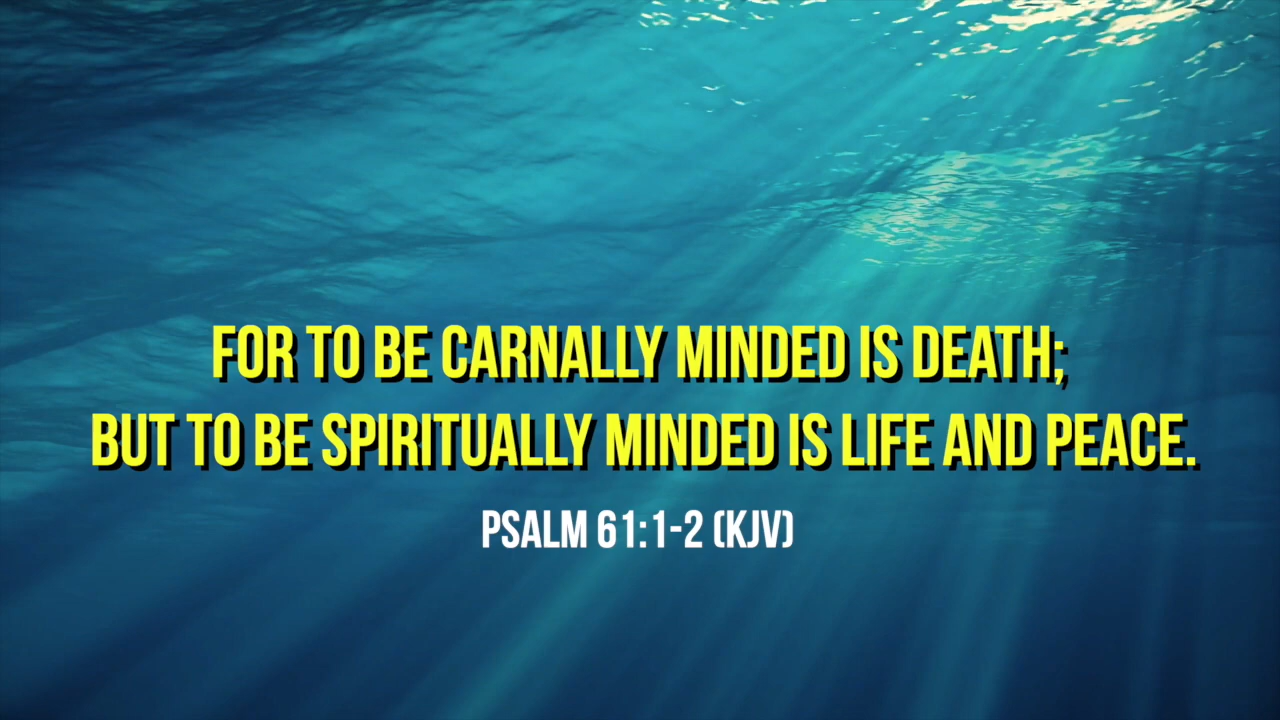 FOR TO BE CARNALLY MINDED IS DEATH;
BUT TO BE SPIRITUALLY MINDED IS LIFE AND PEACE.
PSALM 61:1-2 (KJV)